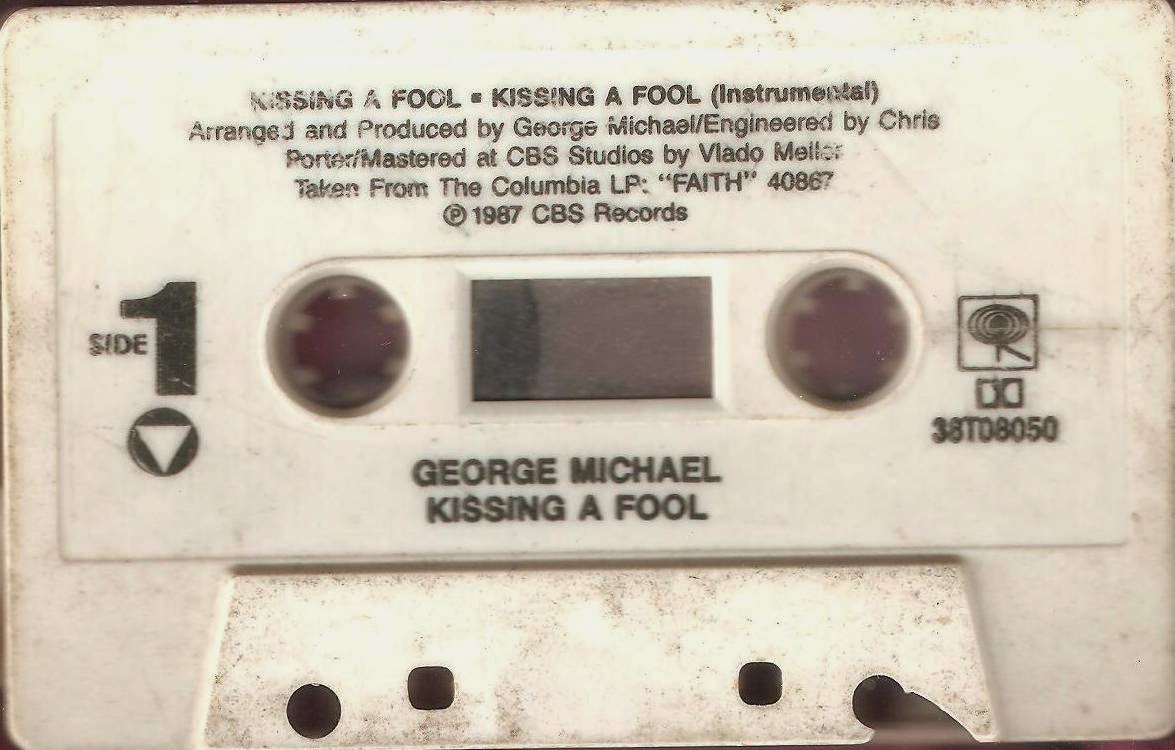 KISSING A FOOL ▪ KISSING A FOOL (Instrumental)
Arranged and Produced by George Michael/Engineered by Chris
Porter/Mastered at CBS Studios by Vlado Meller
Taken From The Columbia LP: "FAITH" 40867
Ⓟ 1987 CBS Records
SIDE 1
38T08050
GEORGE MICHAEL
KISSING A FOOL